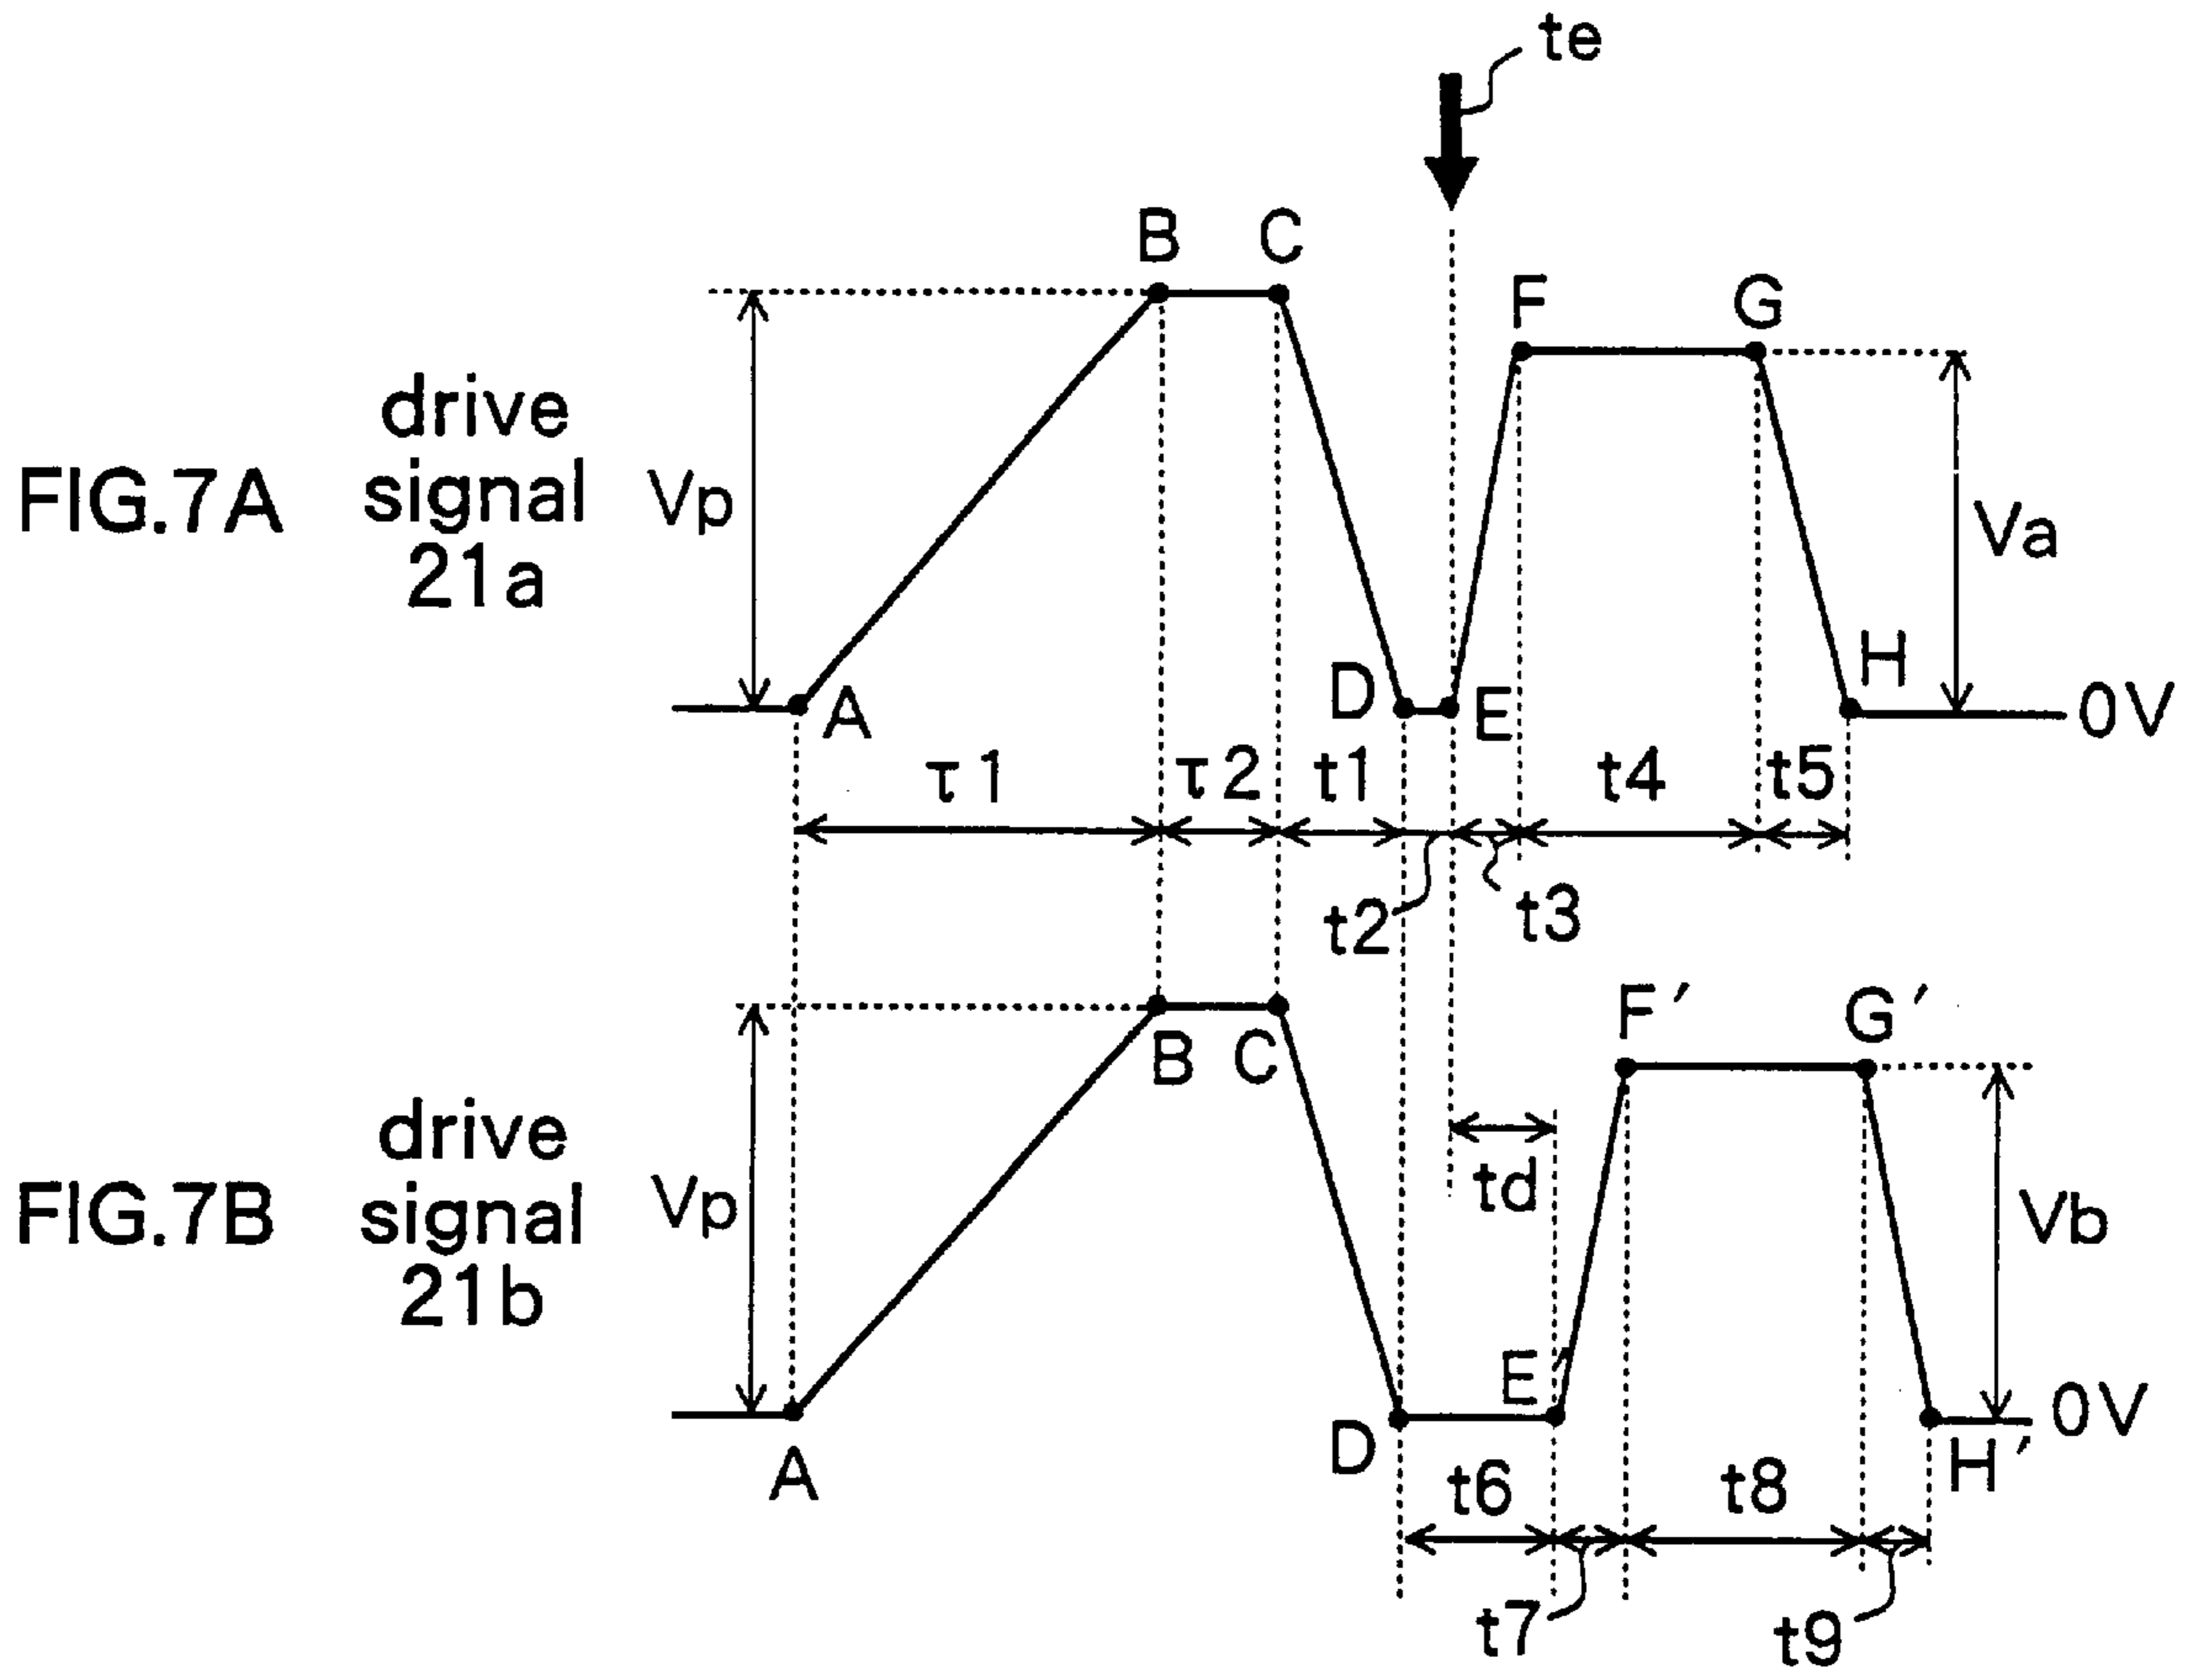 te
B C
F G
drive
signal
21a
FIG.7A
Vp
Va
A
D E
H
0V
τ1 τ2 t1 t4 t5
t2 t3
F′ G′
B C
drive
signal
21b
FIG.7B
Vp
td
Vb
E′
0V
A
D
H′
t6 t8
t7 t9